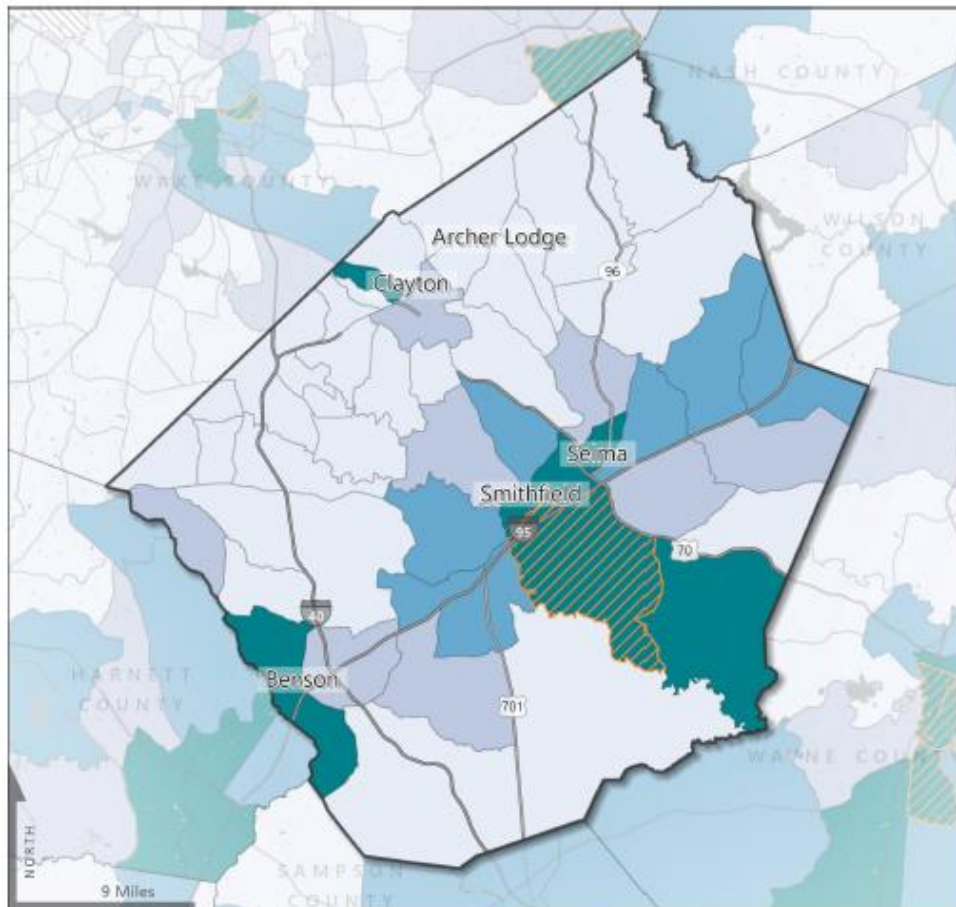 NASH COUNTY
WAKE COUNTY
WILSON
COUNTY
Archer Lodge
96
Clayton
Selma
Smithfield
95
70
40
HARNETT
COUNTY
Benson
701
WAYNE COUNTY
SAMPSON
COUNTY
NORTH
9 Miles